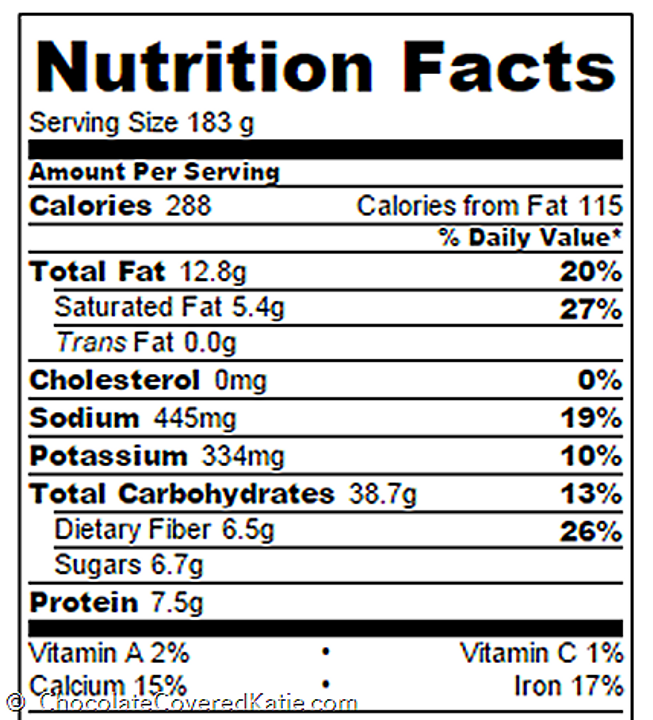 Nutrition Facts
Serving Size 183 g
Amount Per Serving
Calories 288 Calories from Fat 115
% Daily Value*
Total Fat 12.8g 20%
Saturated Fat 5.4g 27%
Trans Fat 0.0g
Cholesterol 0mg 0%
Sodium 445mg 19%
Potassium 334mg 10%
Total Carbohydrates 38.7g 13%
Dietary Fiber 6.5g 26%
Sugars 6.7g
Protein 7.5g
Vitamin A 2% • Vitamin C 1%
Calcium 15% • Iron 17%
© ChocolateCoveredKatie.com